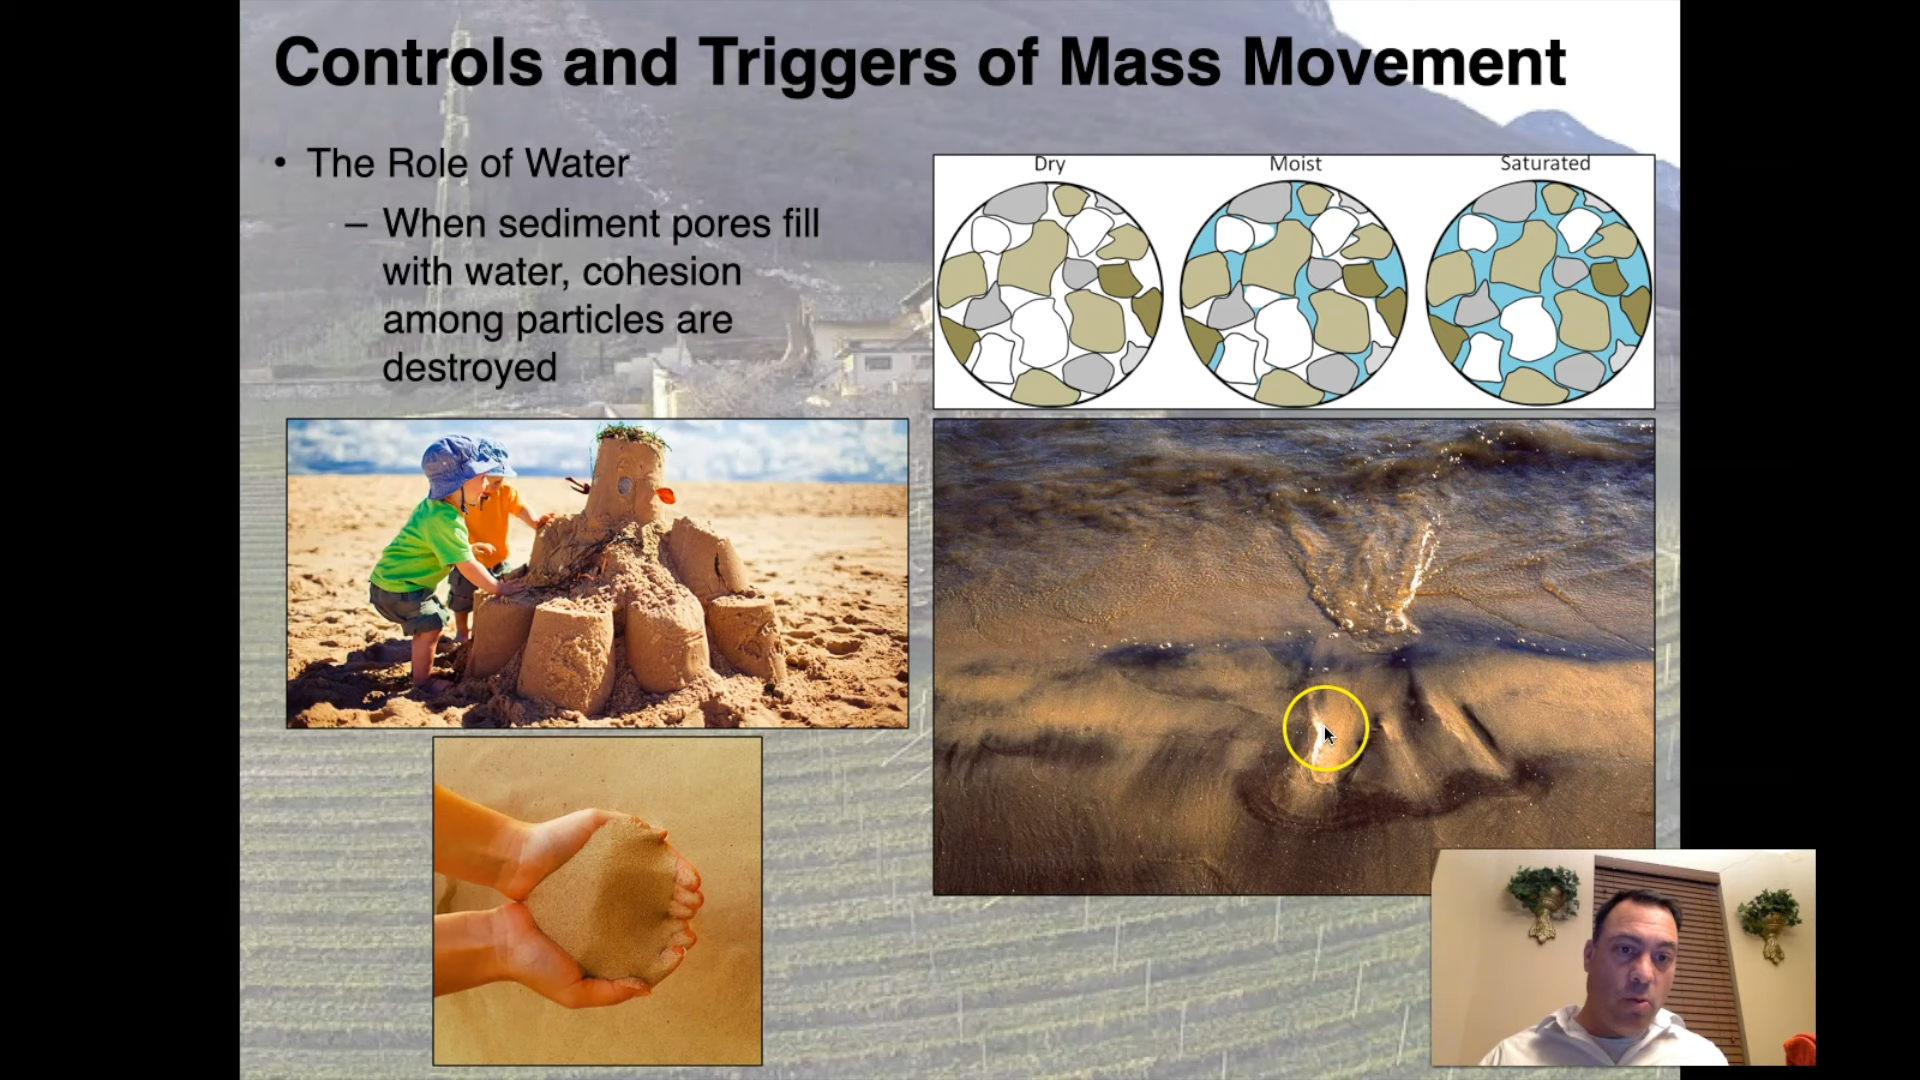 Controls and Triggers of Mass Movement
• The Role of Water
– When sediment pores fill
with water, cohesion
among particles are
destroyed
Dry Moist Saturated